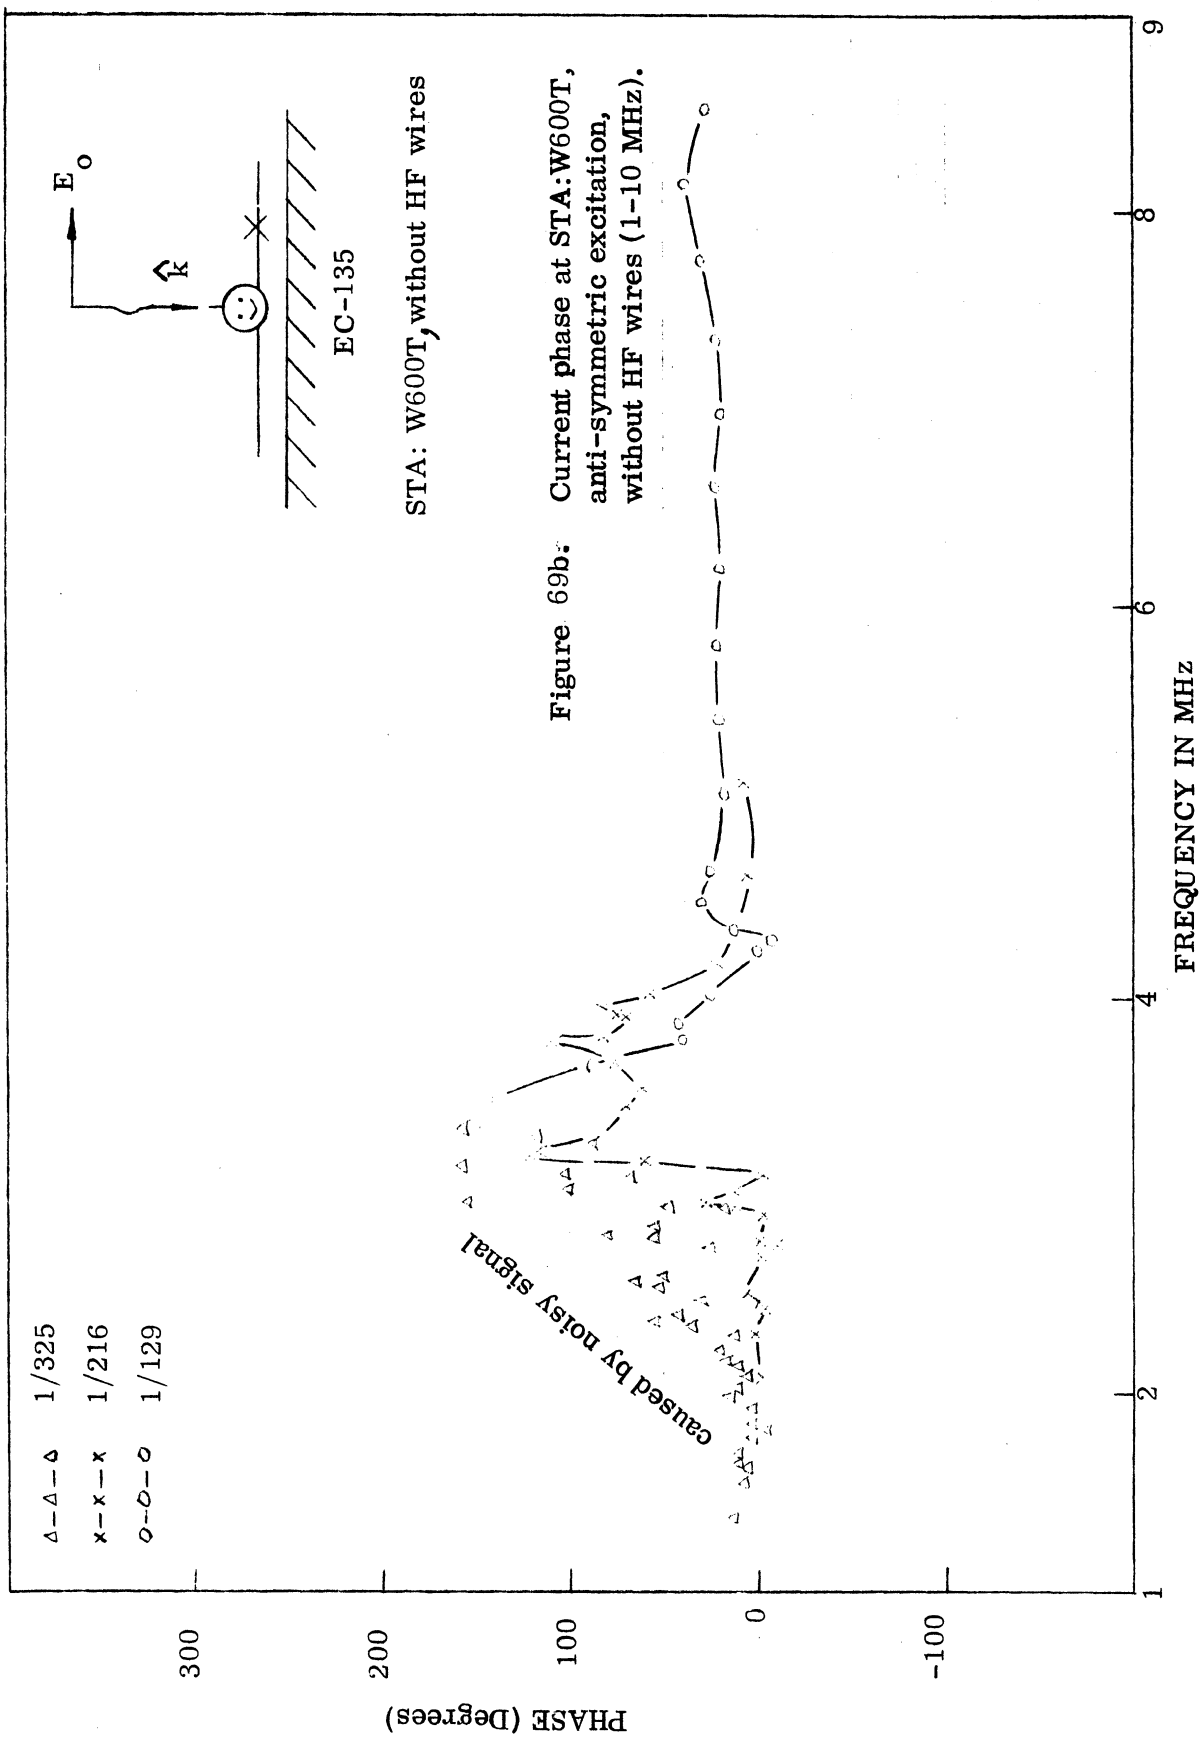 Δ-Δ-Δ 1/325
x-x-x 1/216
o-o-o 1/129
E o
k̂
EC-135
STA: W600T, without HF wires
Figure 69b. Current phase at STA:W600T,
anti-symmetric excitation,
without HF wires (1-10 MHz).
caused by noisy signal
PHASE (Degrees)
300
200
100
0
-100
1
2
4
6
8
9
FREQUENCY IN MHz